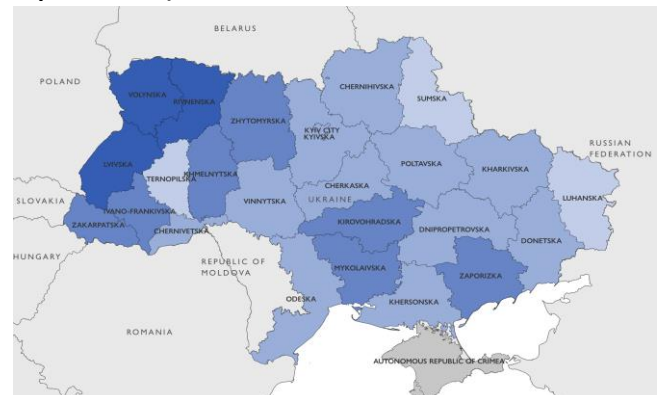 BELARUS
POLAND
VOLYNSKA
RIVNENSKA
CHERNIHIVSKA
SUMSKA
ZHYTOMYRSKA
KYIV CITY
KYIVSKA
RUSSIAN
FEDERATION
LVIVSKA
TERNOPILSKA
KHMELNYTSKA
POLTAVSKA
KHARKIVSKA
CHERKASKA
LUHANSKA
SLOVAKIA
UKRAINE
VINNYTSKA
IVANO-FRANKIVSKA
ZAKARPATSKA
CHERNIVETSKA
KIROVOHRADSKA
DNIPROPETROVSKA
DONETSKA
HUNGARY
REPUBLIC OF
MOLDOVA
MYKOLAIVSKA
ZAPORIZKA
ODESKA
KHERSONSKA
ROMANIA
AUTONOMOUS REPUBLIC OF CRIMEA